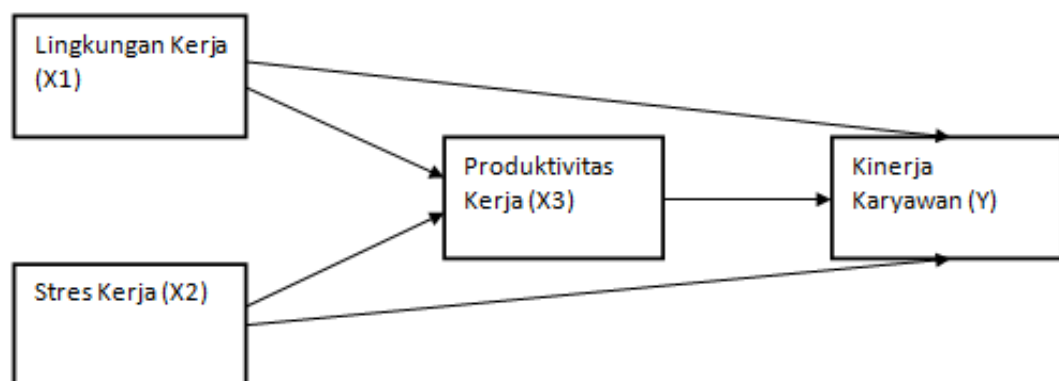 Lingkungan Kerja
(X1)
Produktivitas
Kerja (X3)
Kinerja
Karyawan (Y)
Stres Kerja (X2)